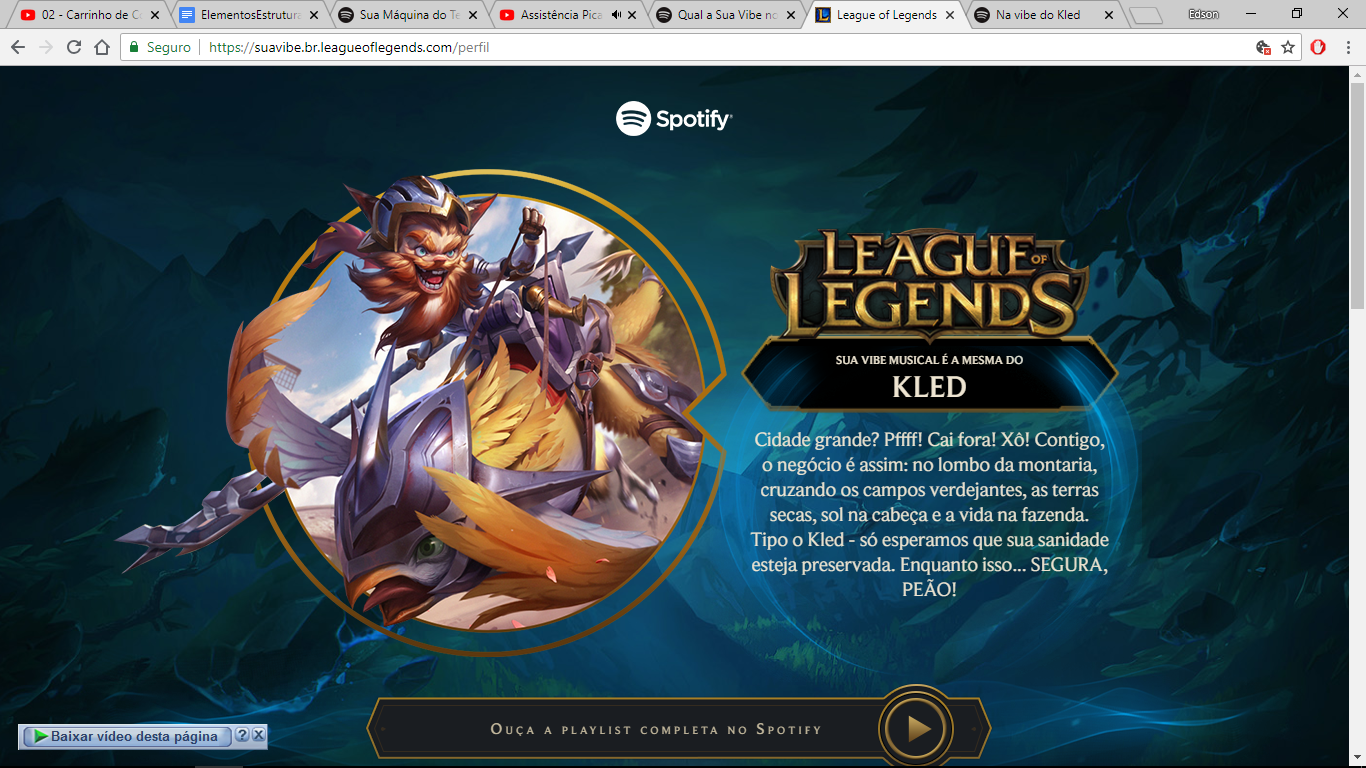 02 - Carrinho de C
ElementosEstrutura
Sua Máquina do Te
Assistência Pica
Qual a Sua Vibe no
League of Legends
Na vibe do Kled
Edson
Seguro
https://suavibe.br.leagueoflegends.com/perfil
Spotify
LEAGUE OF
LEGENDS
SUA VIBE MUSICAL É A MESMA DO
KLED
Cidade grande? Pffff! Cai fora! Xô! Contigo,
o negócio é assim: no lombo da montaria,
cruzando os campos verdejantes, as terras
secas, sol na cabeça e a vida na fazenda.
Tipo o Kled - só esperamos que sua sanidade
esteja preservada. Enquanto isso... SEGURA,
PEÃO!
Ouça a playlist completa no Spotify
Baixar vídeo desta página ? X